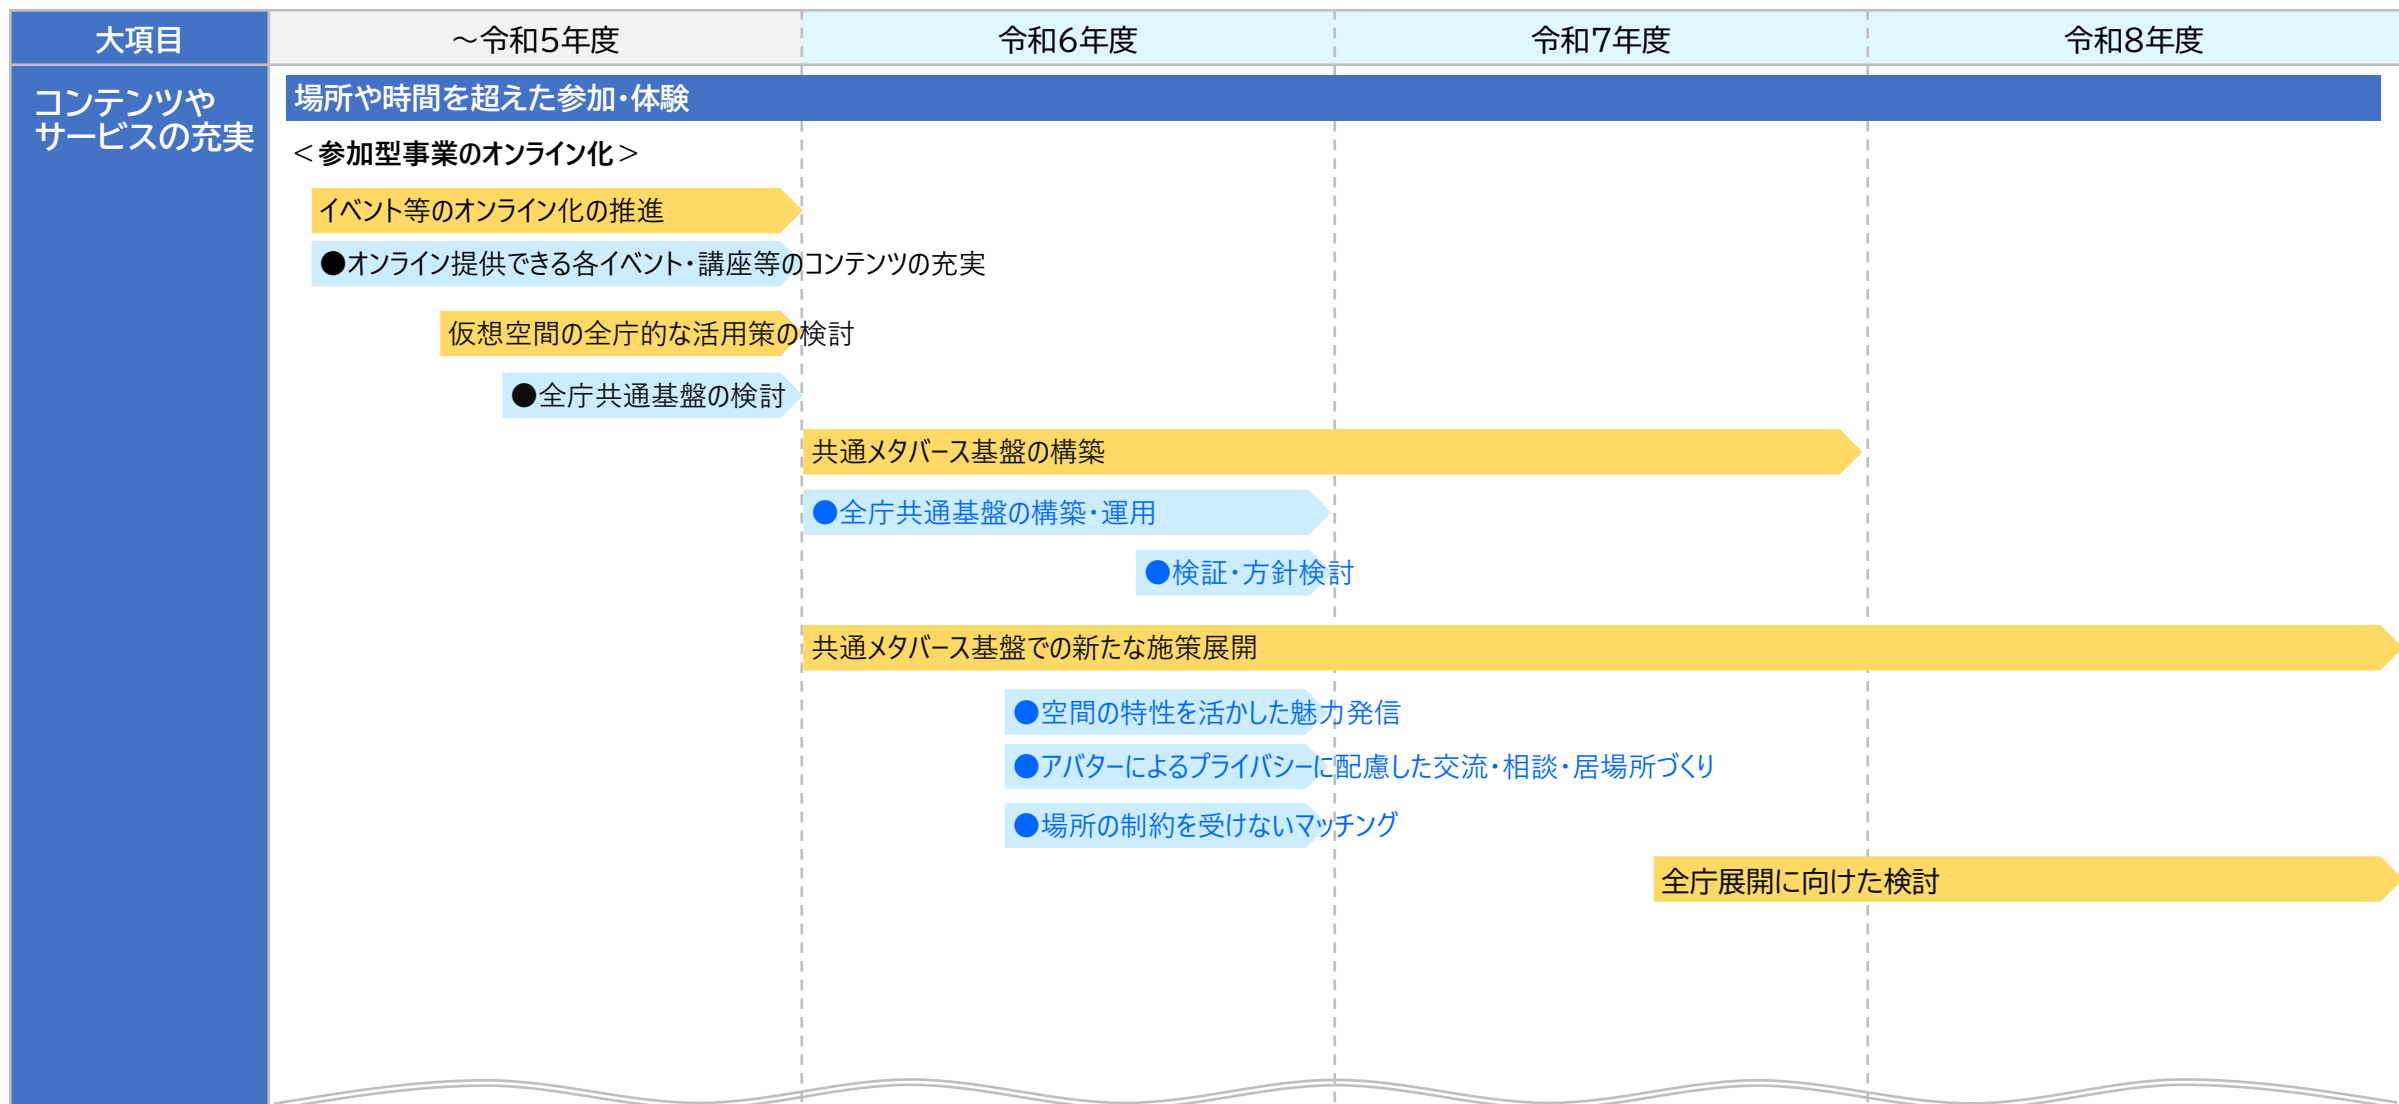 大項目
～令和5年度
令和6年度
令和7年度
令和8年度
コンテンツや
サービスの充実
場所や時間を超えた参加・体験
＜参加型事業のオンライン化＞
イベント等のオンライン化の推進
●オンライン提供できる各イベント・講座等のコンテンツの充実
仮想空間の全庁的な活用策の検討
●全庁共通基盤の検討
共通メタバース基盤の構築
●全庁共通基盤の構築・運用
●検証・方針検討
共通メタバース基盤での新たな施策展開
●空間の特性を活かした魅力発信
●アバターによるプライバシーに配慮した交流・相談・居場所づくり
●場所の制約を受けないマッチング
全庁展開に向けた検討